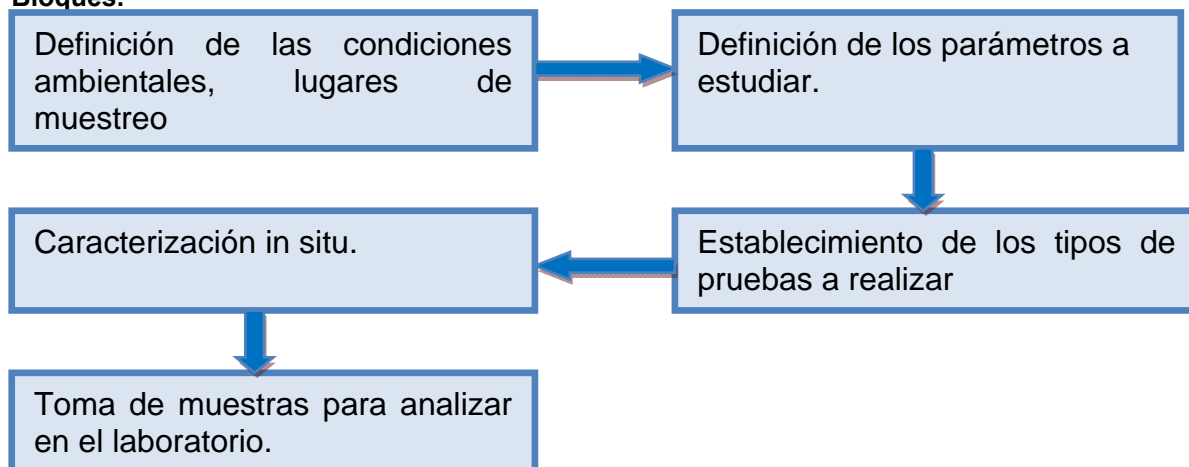 Bloques:
Definición de las condiciones
ambientales, lugares de
muestreo
Definición de los parámetros a
estudiar.
Establecimiento de los tipos de
pruebas a realizar
Caracterización in situ.
Toma de muestras para analizar
en el laboratorio.